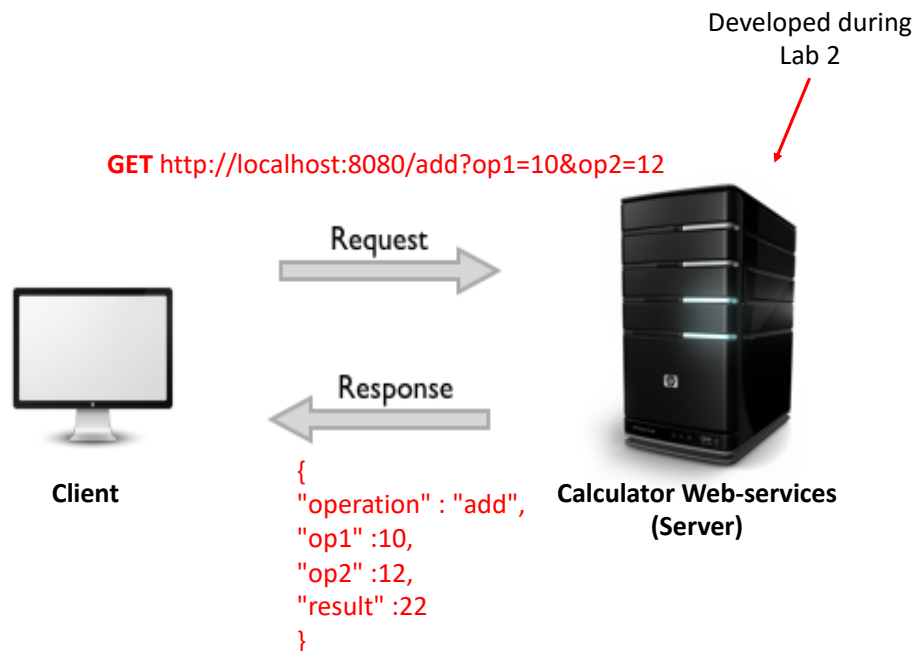 Developed during
Lab 2
GET http://localhost:8080/add?op1=10&op2=12
Request
Response
{
"operation" : "add",
"op1" :10,
"op2" :12,
"result" :22
}
Client
Calculator Web-services
(Server)
hp